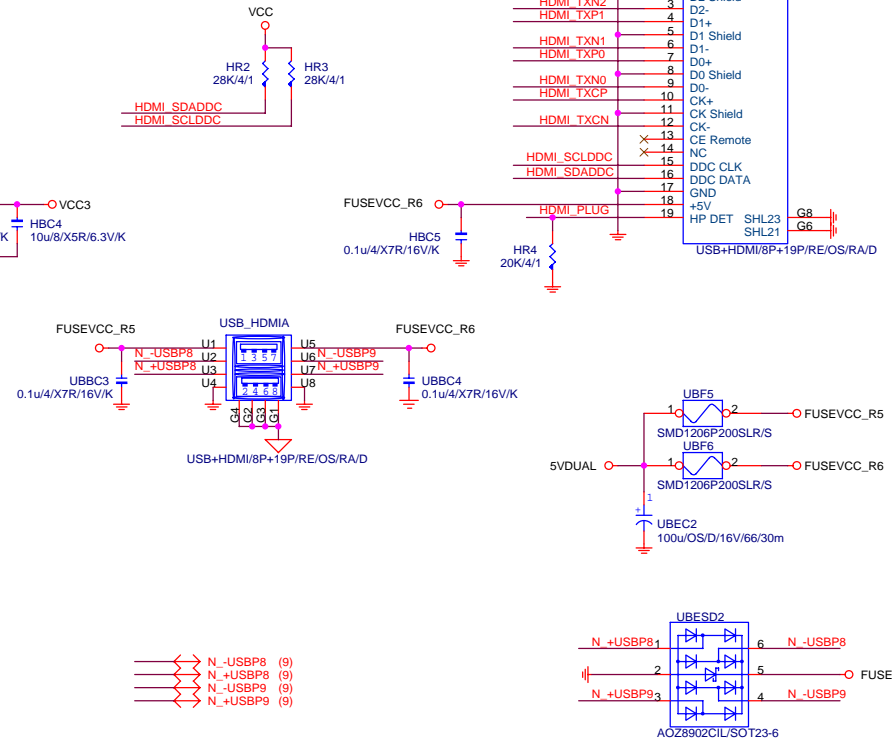 VCC
HR2
28K/4/1
HR3
28K/4/1
HDMI_SDADDC
HDMI_SCLDDC
HDMI_TXN2 3 D2-
HDMI_TXP1 4 D1+
5 D1 Shield
HDMI_TXN1 6 D1-
HDMI_TXP0 7 D0+
8 D0 Shield
HDMI_TXN0 9 D0-
HDMI_TXCP 10 CK+
11 CK Shield
HDMI_TXCN 12 CK-
13 CE Remote
14 NC
HDMI_SCLDDC 15 DDC CLK
HDMI_SDADDC 16 DDC DATA
17 GND
FUSEVCC_R6 18 +5V
HDMI_PLUG 19 HP DET SHL23 G8
SHL21 G6
USB+HDMI/8P+19P/RE/OS/RA/D
VCC3
HBC4
10u/8/X5R/6.3V/K
HBC5
0.1u/4/X7R/16V/K
HR4
20K/4/1
USB_HDMIA
FUSEVCC_R5
FUSEVCC_R6
U1 U5
N_-USBP8 U2 U6 N_-USBP9
N_+USBP8 U3 U7 N_+USBP9
U4 U8
1 3 5 7
2 4 6 8
G4 G2 G3 G1
UBBC3
0.1u/4/X7R/16V/K
UBBC4
0.1u/4/X7R/16V/K
USB+HDMI/8P+19P/RE/OS/RA/D
UBF5
1 2 FUSEVCC_R5
SMD1206P200SLR/S
UBF6
5VDUAL 1 2 FUSEVCC_R6
SMD1206P200SLR/S
1
+
UBEC2
100u/OS/D/16V/66/30m
N_-USBP8 (9)
N_+USBP8 (9)
N_-USBP9 (9)
N_+USBP9 (9)
UBESD2
N_+USBP8 1 6 N_-USBP8
2 5 FUSE
N_+USBP9 3 4 N_-USBP9
AOZ8902CIL/SOT23-6